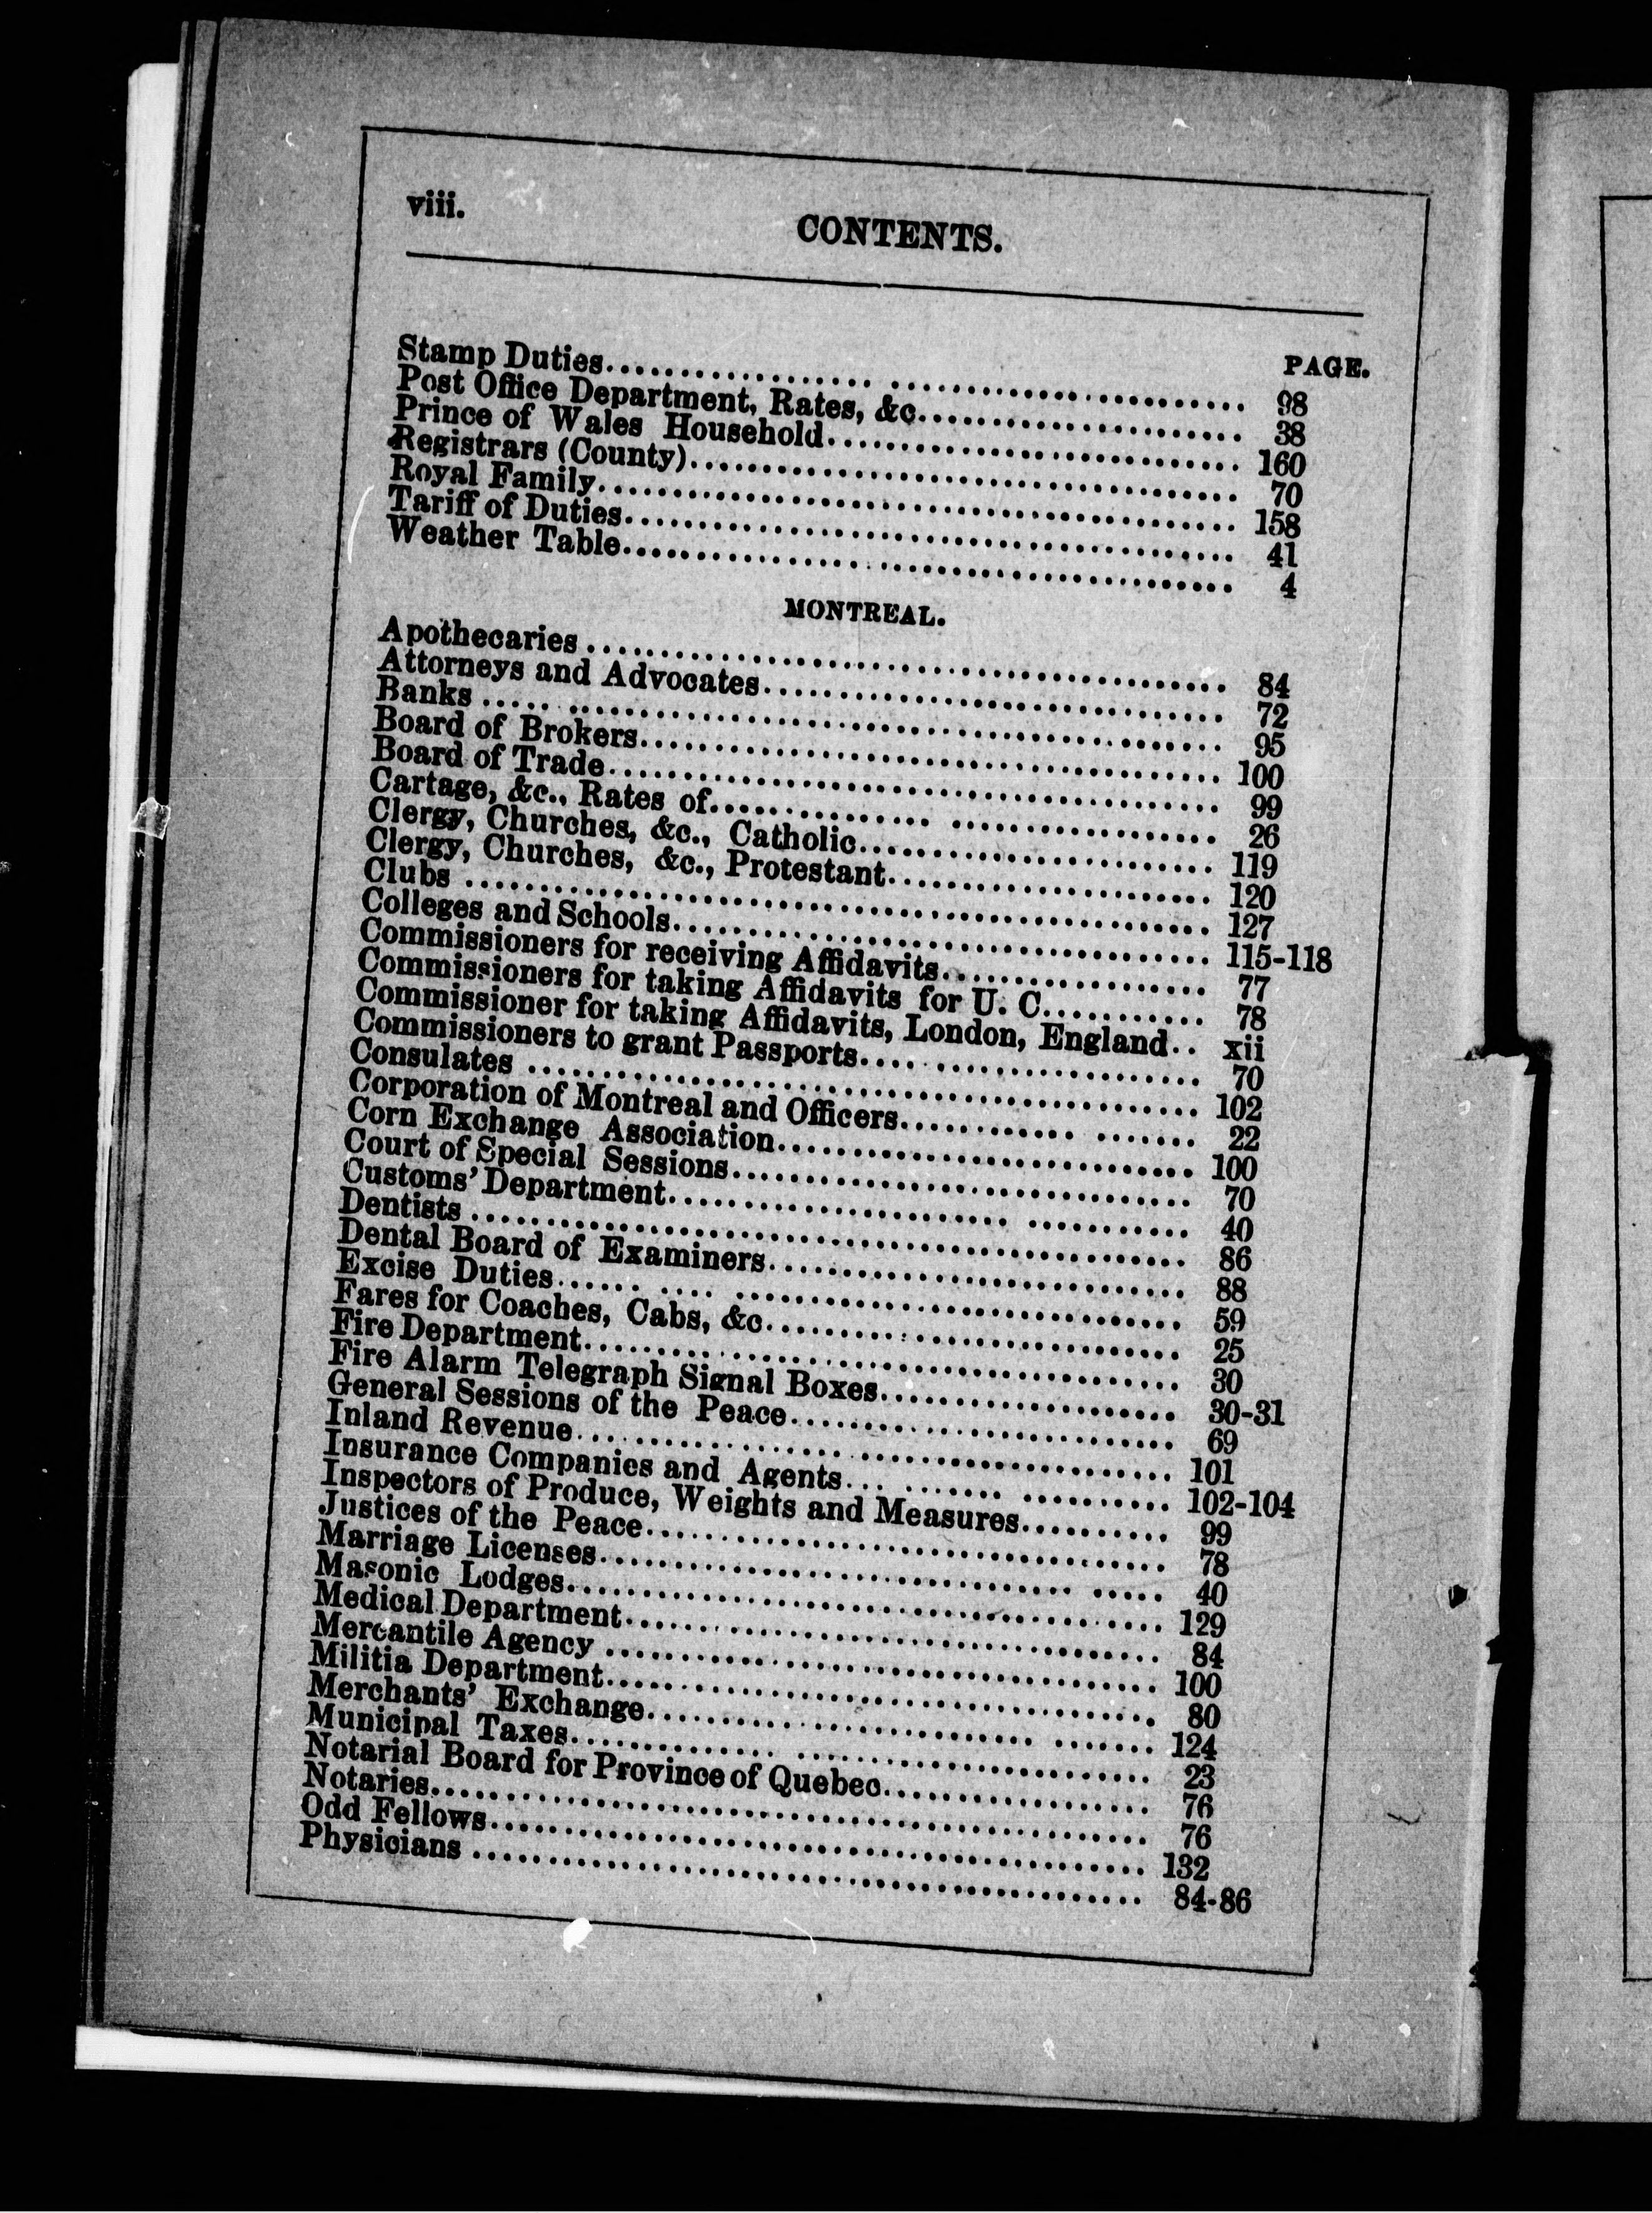 viii.
CONTENTS.
PAGE.
Stamp Duties.................. ........................ 98
Post Office Department, Rates, &c...................... 38
Prince of Wales Household............................ 160
Registrars (County)..................................... 70
Royal Family........................................... 158
Tariff of Duties......................................... 41
Weather Table......................................... 4
MONTREAL.
Apothecaries ........................................... 84
Attorneys and Advocates............................... 72
Banks ..... ............................................ 95
Board of Brokers....................................... 100
Board of Trade......................................... 99
Cartage, &c., Rates of............... .................. 26
Clergy, Churches, &c., Catholic........................ 119
Clergy, Churches, &c., Protestant...................... 120
Clubs .................................................. 127
Colleges and Schools.................................... 115-118
Commissioners for receiving Affidavits.................. 77
Commissioners for taking Affidavits for U. C........... 78
Commissioner for taking Affidavits, London, England.. xii
Commissioners to grant Passports....................... 70
Consulates ............................................. 102
Corporation of Montreal and Officers............ ....... 22
Corn Exchange Association............................ 100
Court of Special Sessions............................... 70
Customs' Department....................... ........... 40
Dentists ................................................ 86
Dental Board of Examiners............................ 88
Excise Duties...... .... .............................. 59
Fares for Coaches, Cabs, &c............................ 25
Fire Department........................................ 30
Fire Alarm Telegraph Signal Boxes.................... 30-31
General Sessions of the Peace.......................... 69
Inland Revenue........................................ 101
Insurance Companies and Agents... ....... .......... 102-104
Inspectors of Produce, Weights and Measures.......... 99
Justices of the Peace................................... 78
Marriage Licenses................................ ..... 40
Masonic Lodges........................................ 129
Medical Department.................................... 84
Mercantile Agency ..................................... 100
Militia Department..................................... 80
Merchants' Exchange.......................... ....... 124
Municipal Taxes.............. ........................ 23
Notarial Board for Province of Quebec.................. 76
Notaries................................................ 76
Odd Fellows............................................ 132
Physicians ............................................. 84-86